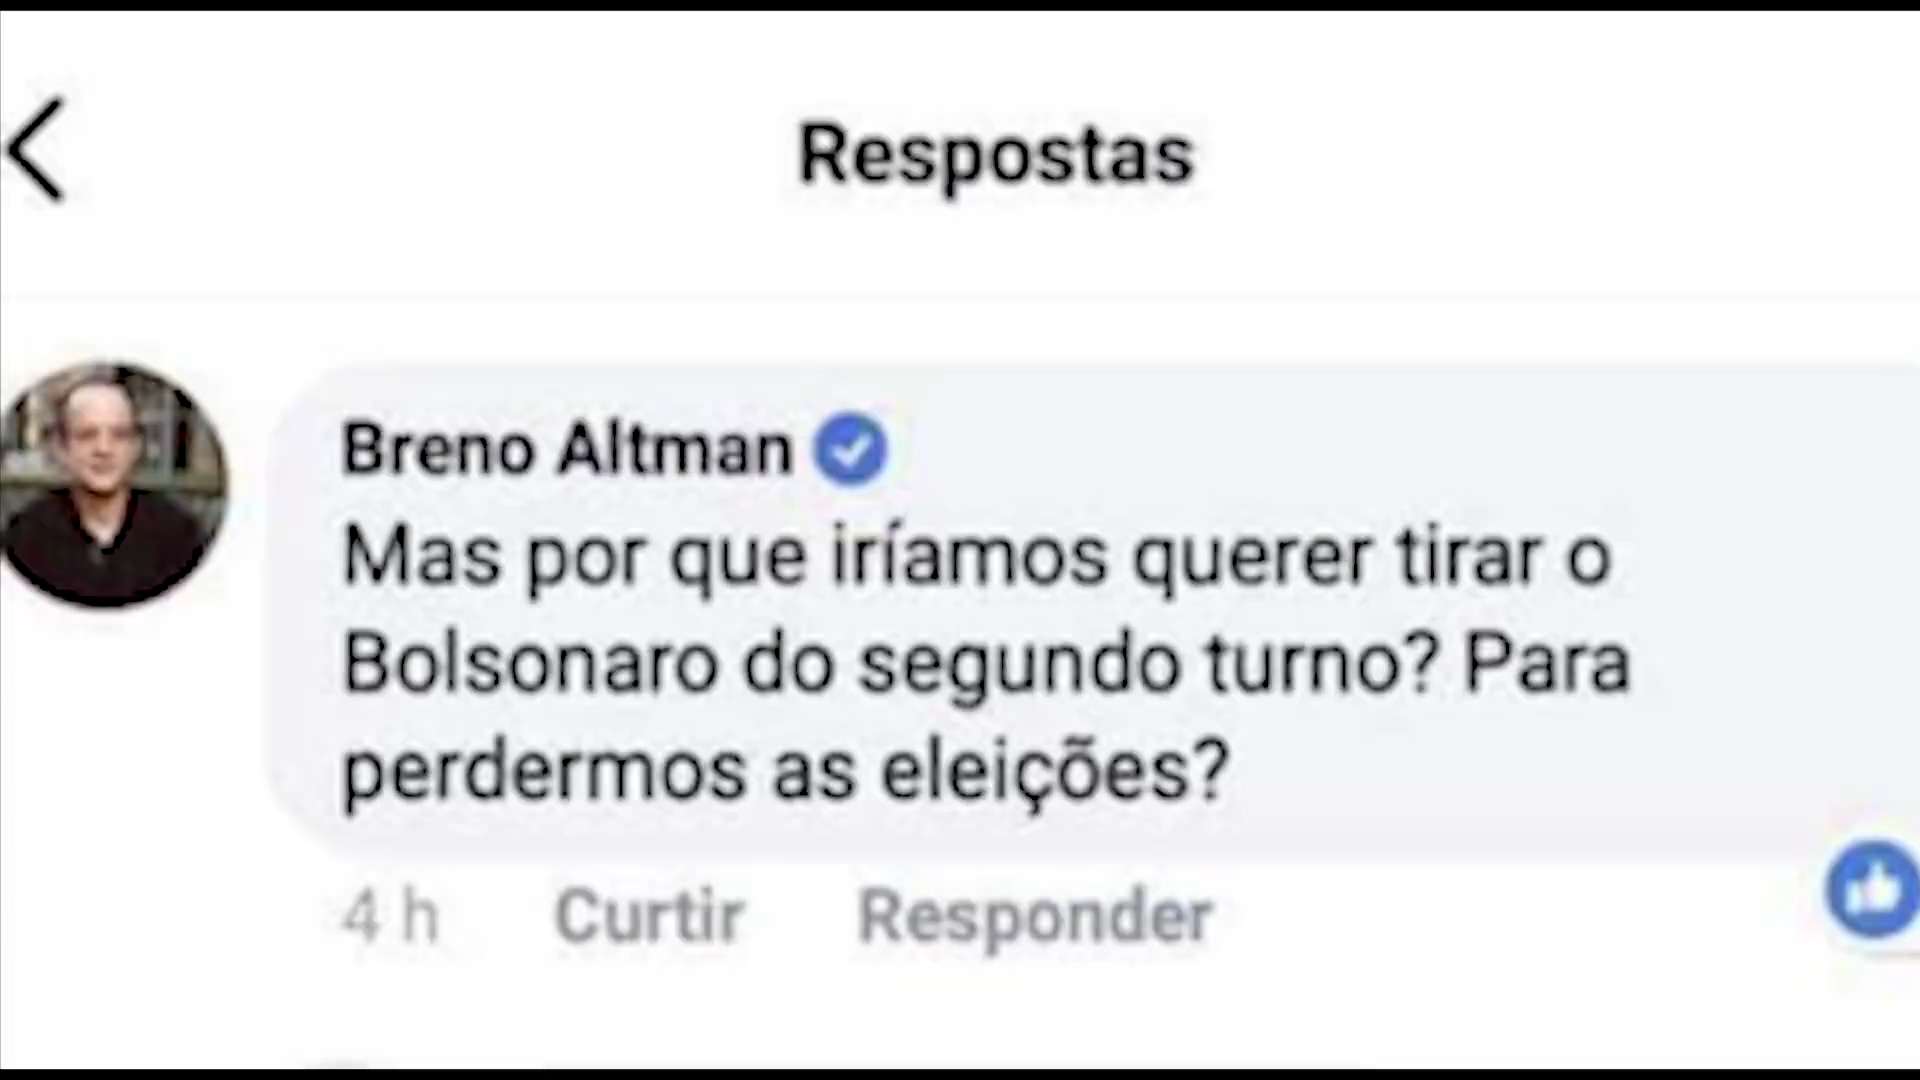 Respostas
Breno Altman
Mas por que iríamos querer tirar o
Bolsonaro do segundo turno? Para
perdermos as eleições?
4 h Curtir Responder